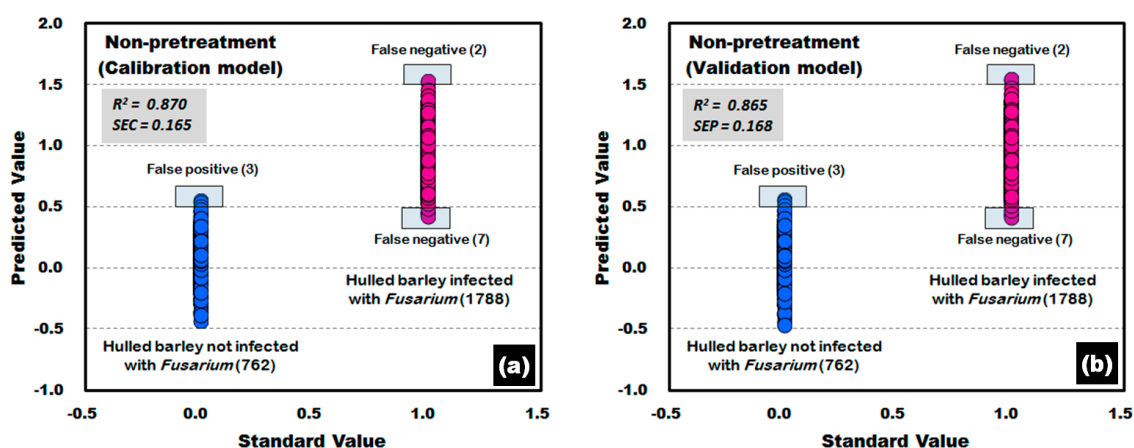 2.0
1.5
1.0
0.5
0.0
-0.5
-1.0
Predicted Value
Non-pretreatment
(Calibration model)
R² = 0.870
SEC = 0.165
False negative (2)
False positive (3)
False negative (7)
Hulled barley infected
with Fusarium (1788)
Hulled barley not infected
with Fusarium (762)
(a)
-0.5
0.0
0.5
1.0
1.5
Standard Value
2.0
1.5
1.0
0.5
0.0
-0.5
-1.0
Predicted Value
Non-pretreatment
(Validation model)
R² = 0.865
SEP = 0.168
False negative (2)
False positive (3)
False negative (7)
Hulled barley infected
with Fusarium (1788)
Hulled barley not infected
with Fusarium (762)
(b)
-0.5
0.0
0.5
1.0
1.5
Standard Value